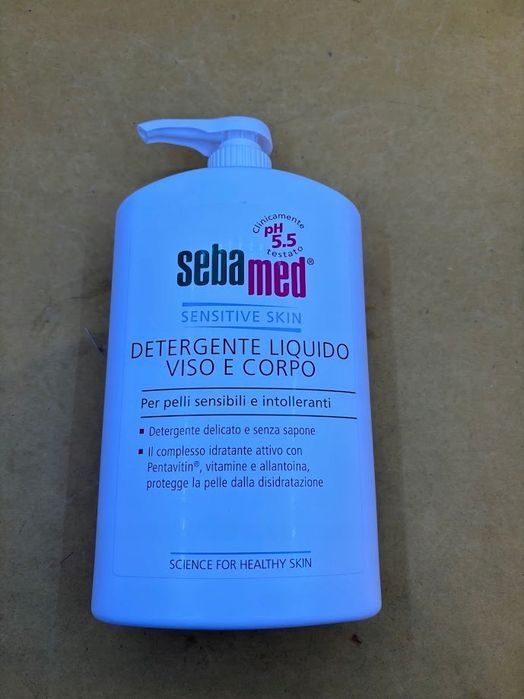 Clinicamente
pH
5.5
testato
sebamed®
SENSITIVE SKIN
DETERGENTE LIQUIDO
VISO E CORPO
Per pelli sensibili e intolleranti
▪ Detergente delicato e senza sapone
▪ Il complesso idratante attivo con
Pentavitin®, vitamine e allantoina,
protegge la pelle dalla disidratazione
SCIENCE FOR HEALTHY SKIN